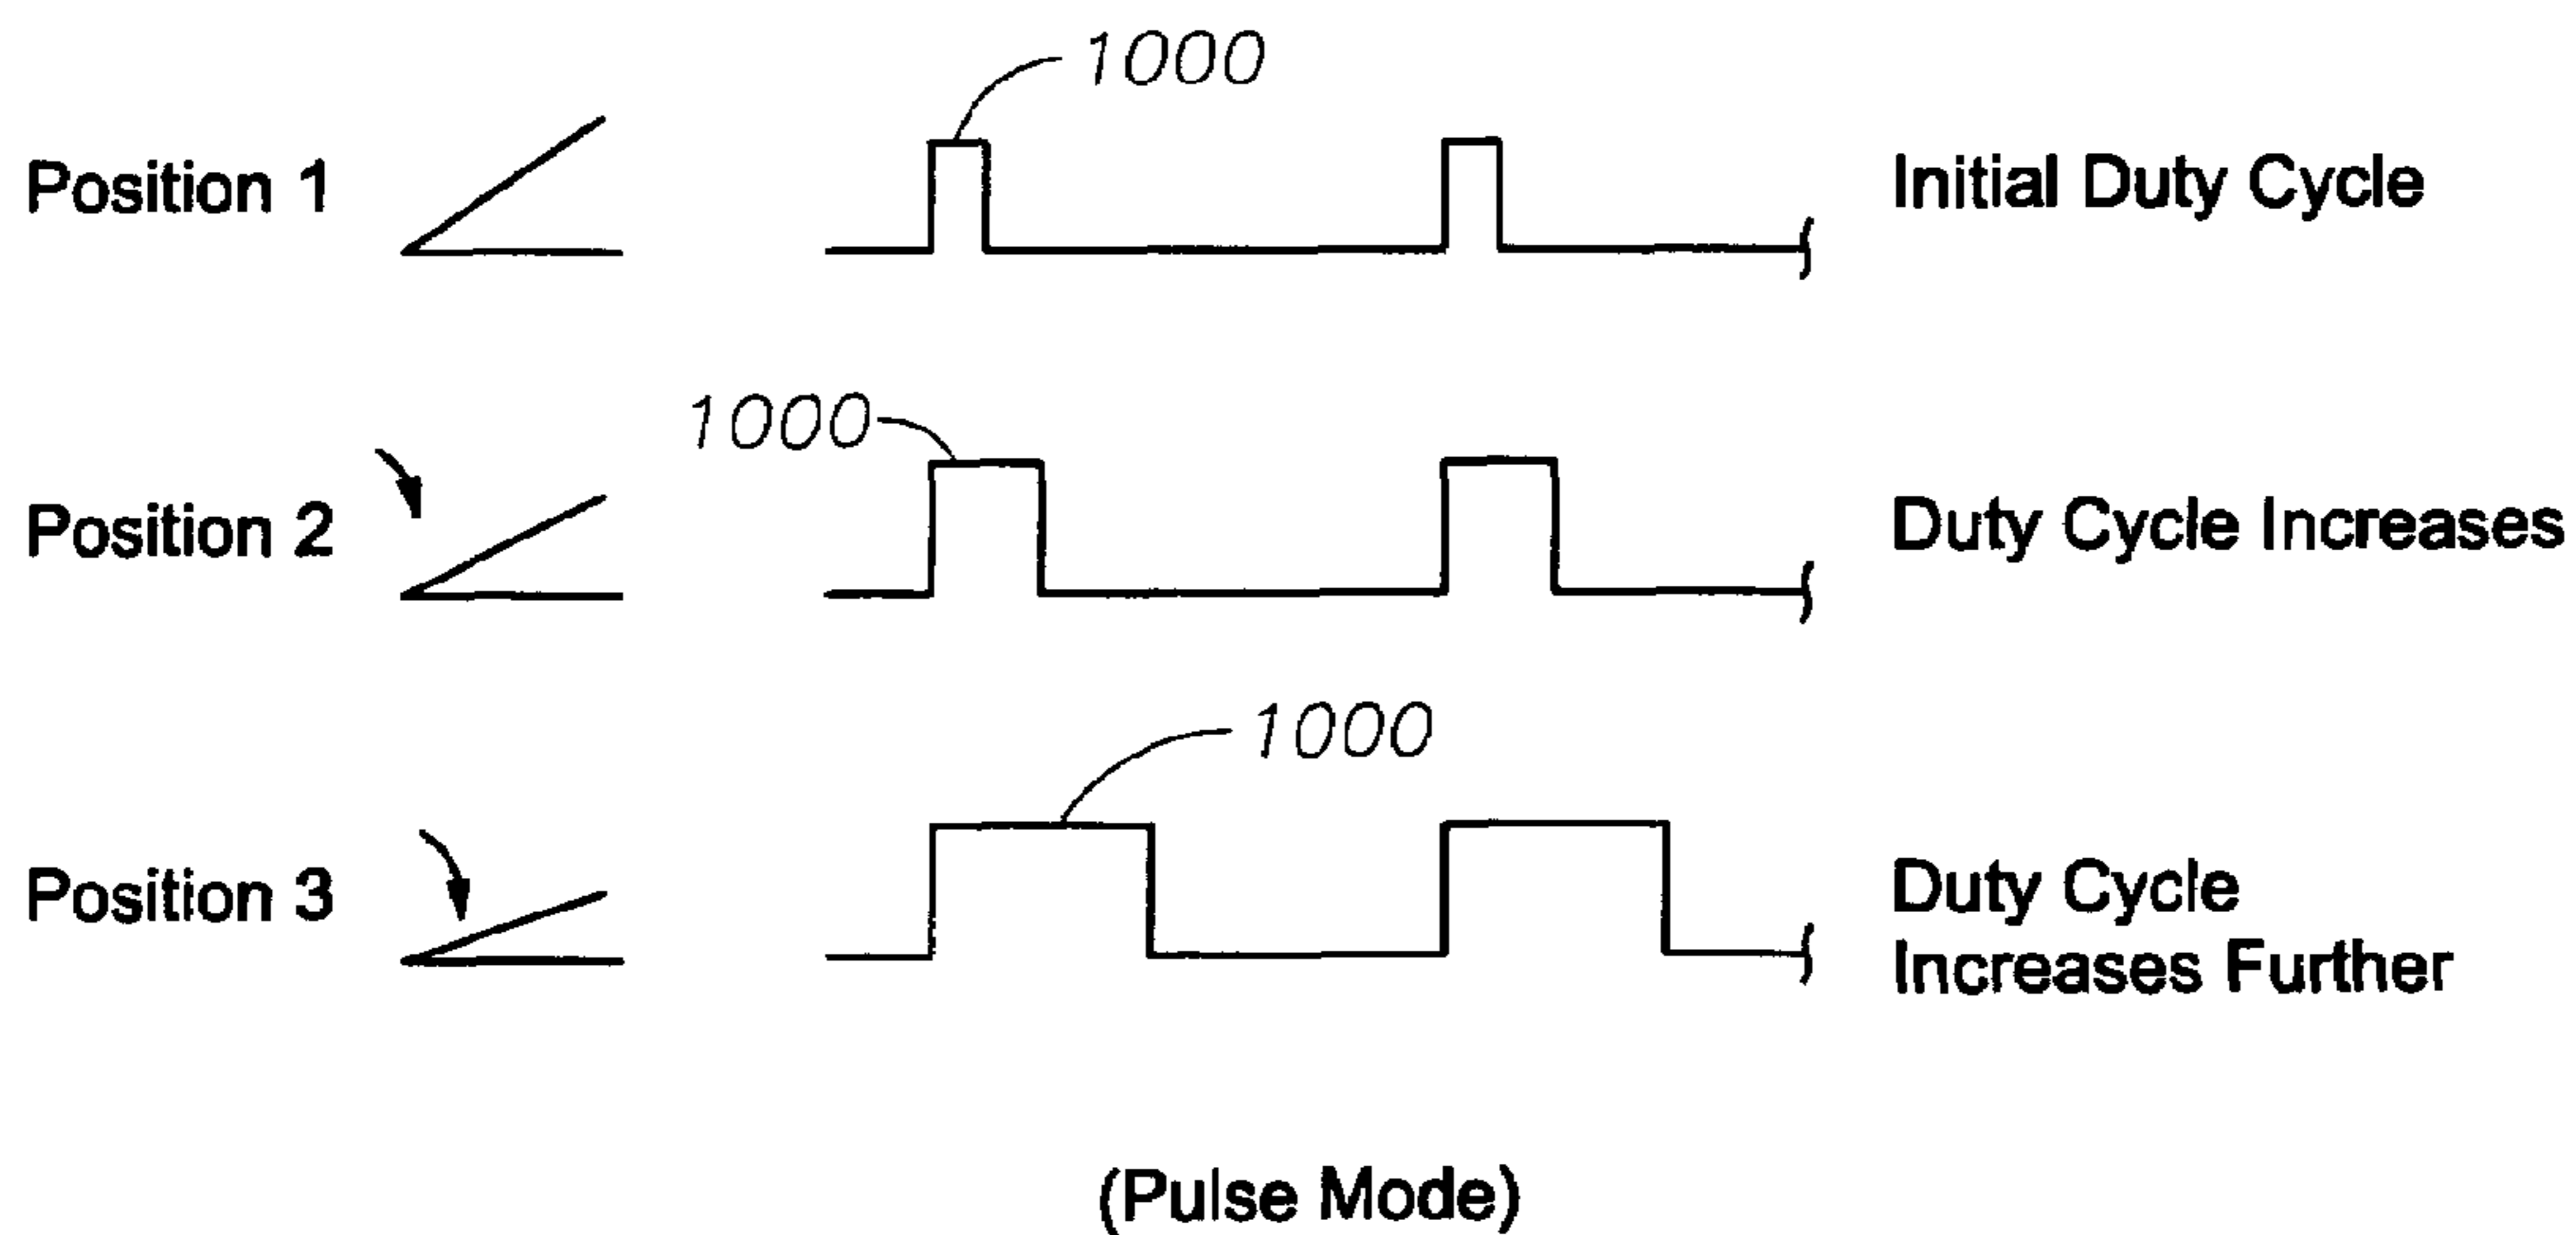 1000
Position 1
Initial Duty Cycle
1000
Position 2
Duty Cycle Increases
1000
Position 3
Duty Cycle
Increases Further
(Pulse Mode)